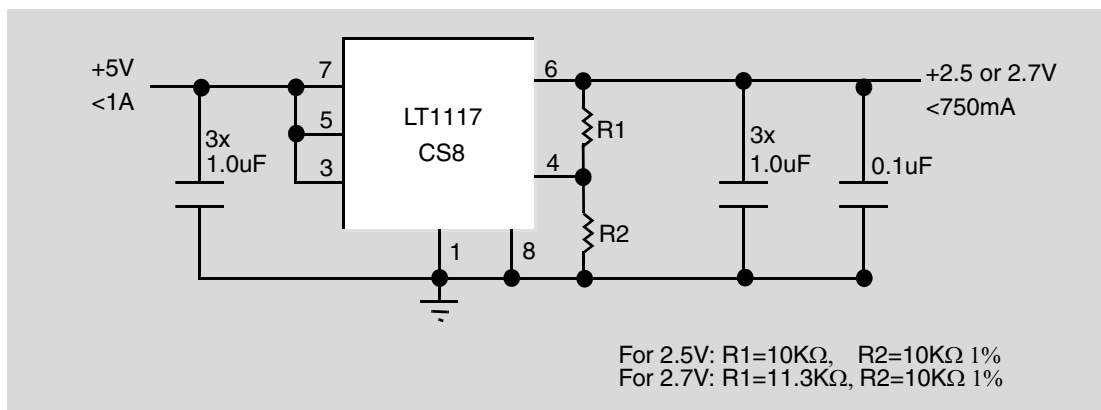 +5V
<1A
7
5
3
LT1117
CS8
6
4
1
8
3x
1.0uF
R1
R2
3x
1.0uF
0.1uF
+2.5 or 2.7V
<750mA
For 2.5V: R1=10KΩ, R2=10KΩ 1%
For 2.7V: R1=11.3KΩ, R2=10KΩ 1%